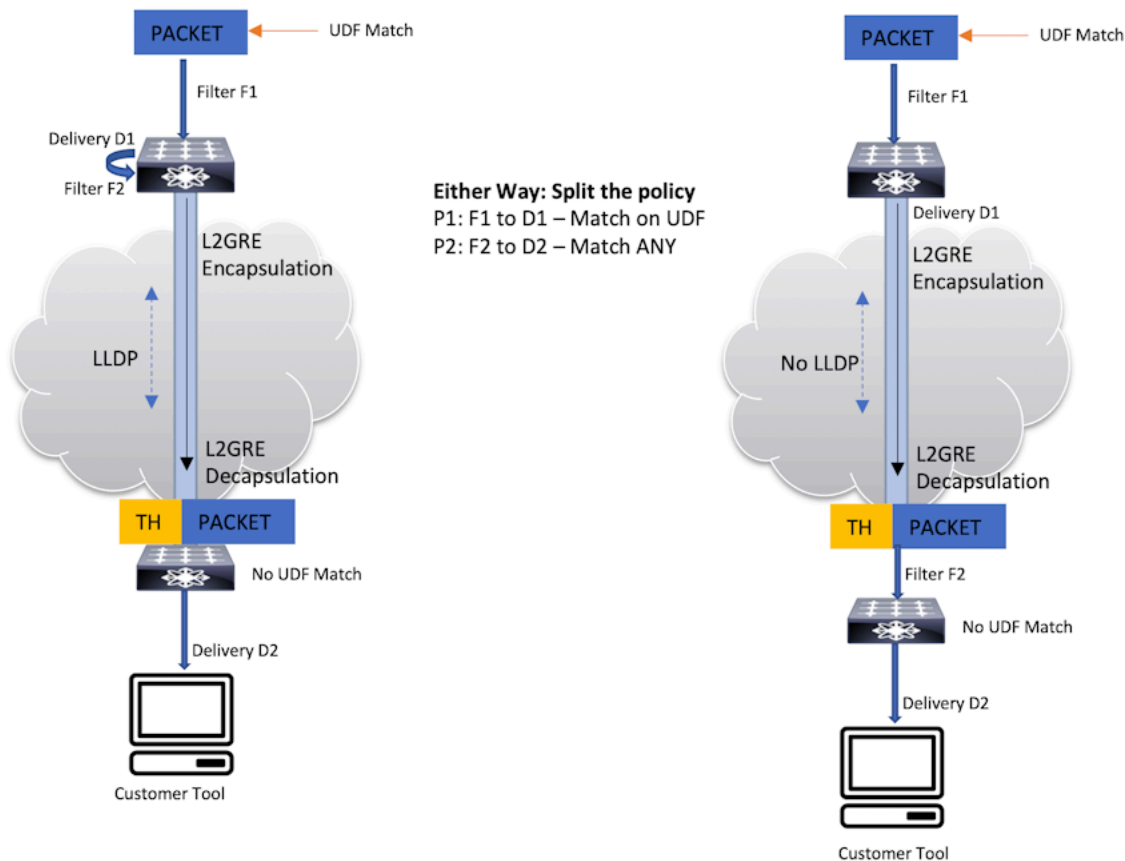 PACKET
UDF Match
Filter F1
Delivery D1
Filter F2
L2GRE
Encapsulation
LLDP
L2GRE
Decapsulation
TH
PACKET
No UDF Match
Delivery D2
Customer Tool
Either Way: Split the policy
P1: F1 to D1 – Match on UDF
P2: F2 to D2 – Match ANY
PACKET
UDF Match
Filter F1
Delivery D1
L2GRE
Encapsulation
No LLDP
L2GRE
Decapsulation
TH
PACKET
Filter F2
No UDF Match
Delivery D2
Customer Tool